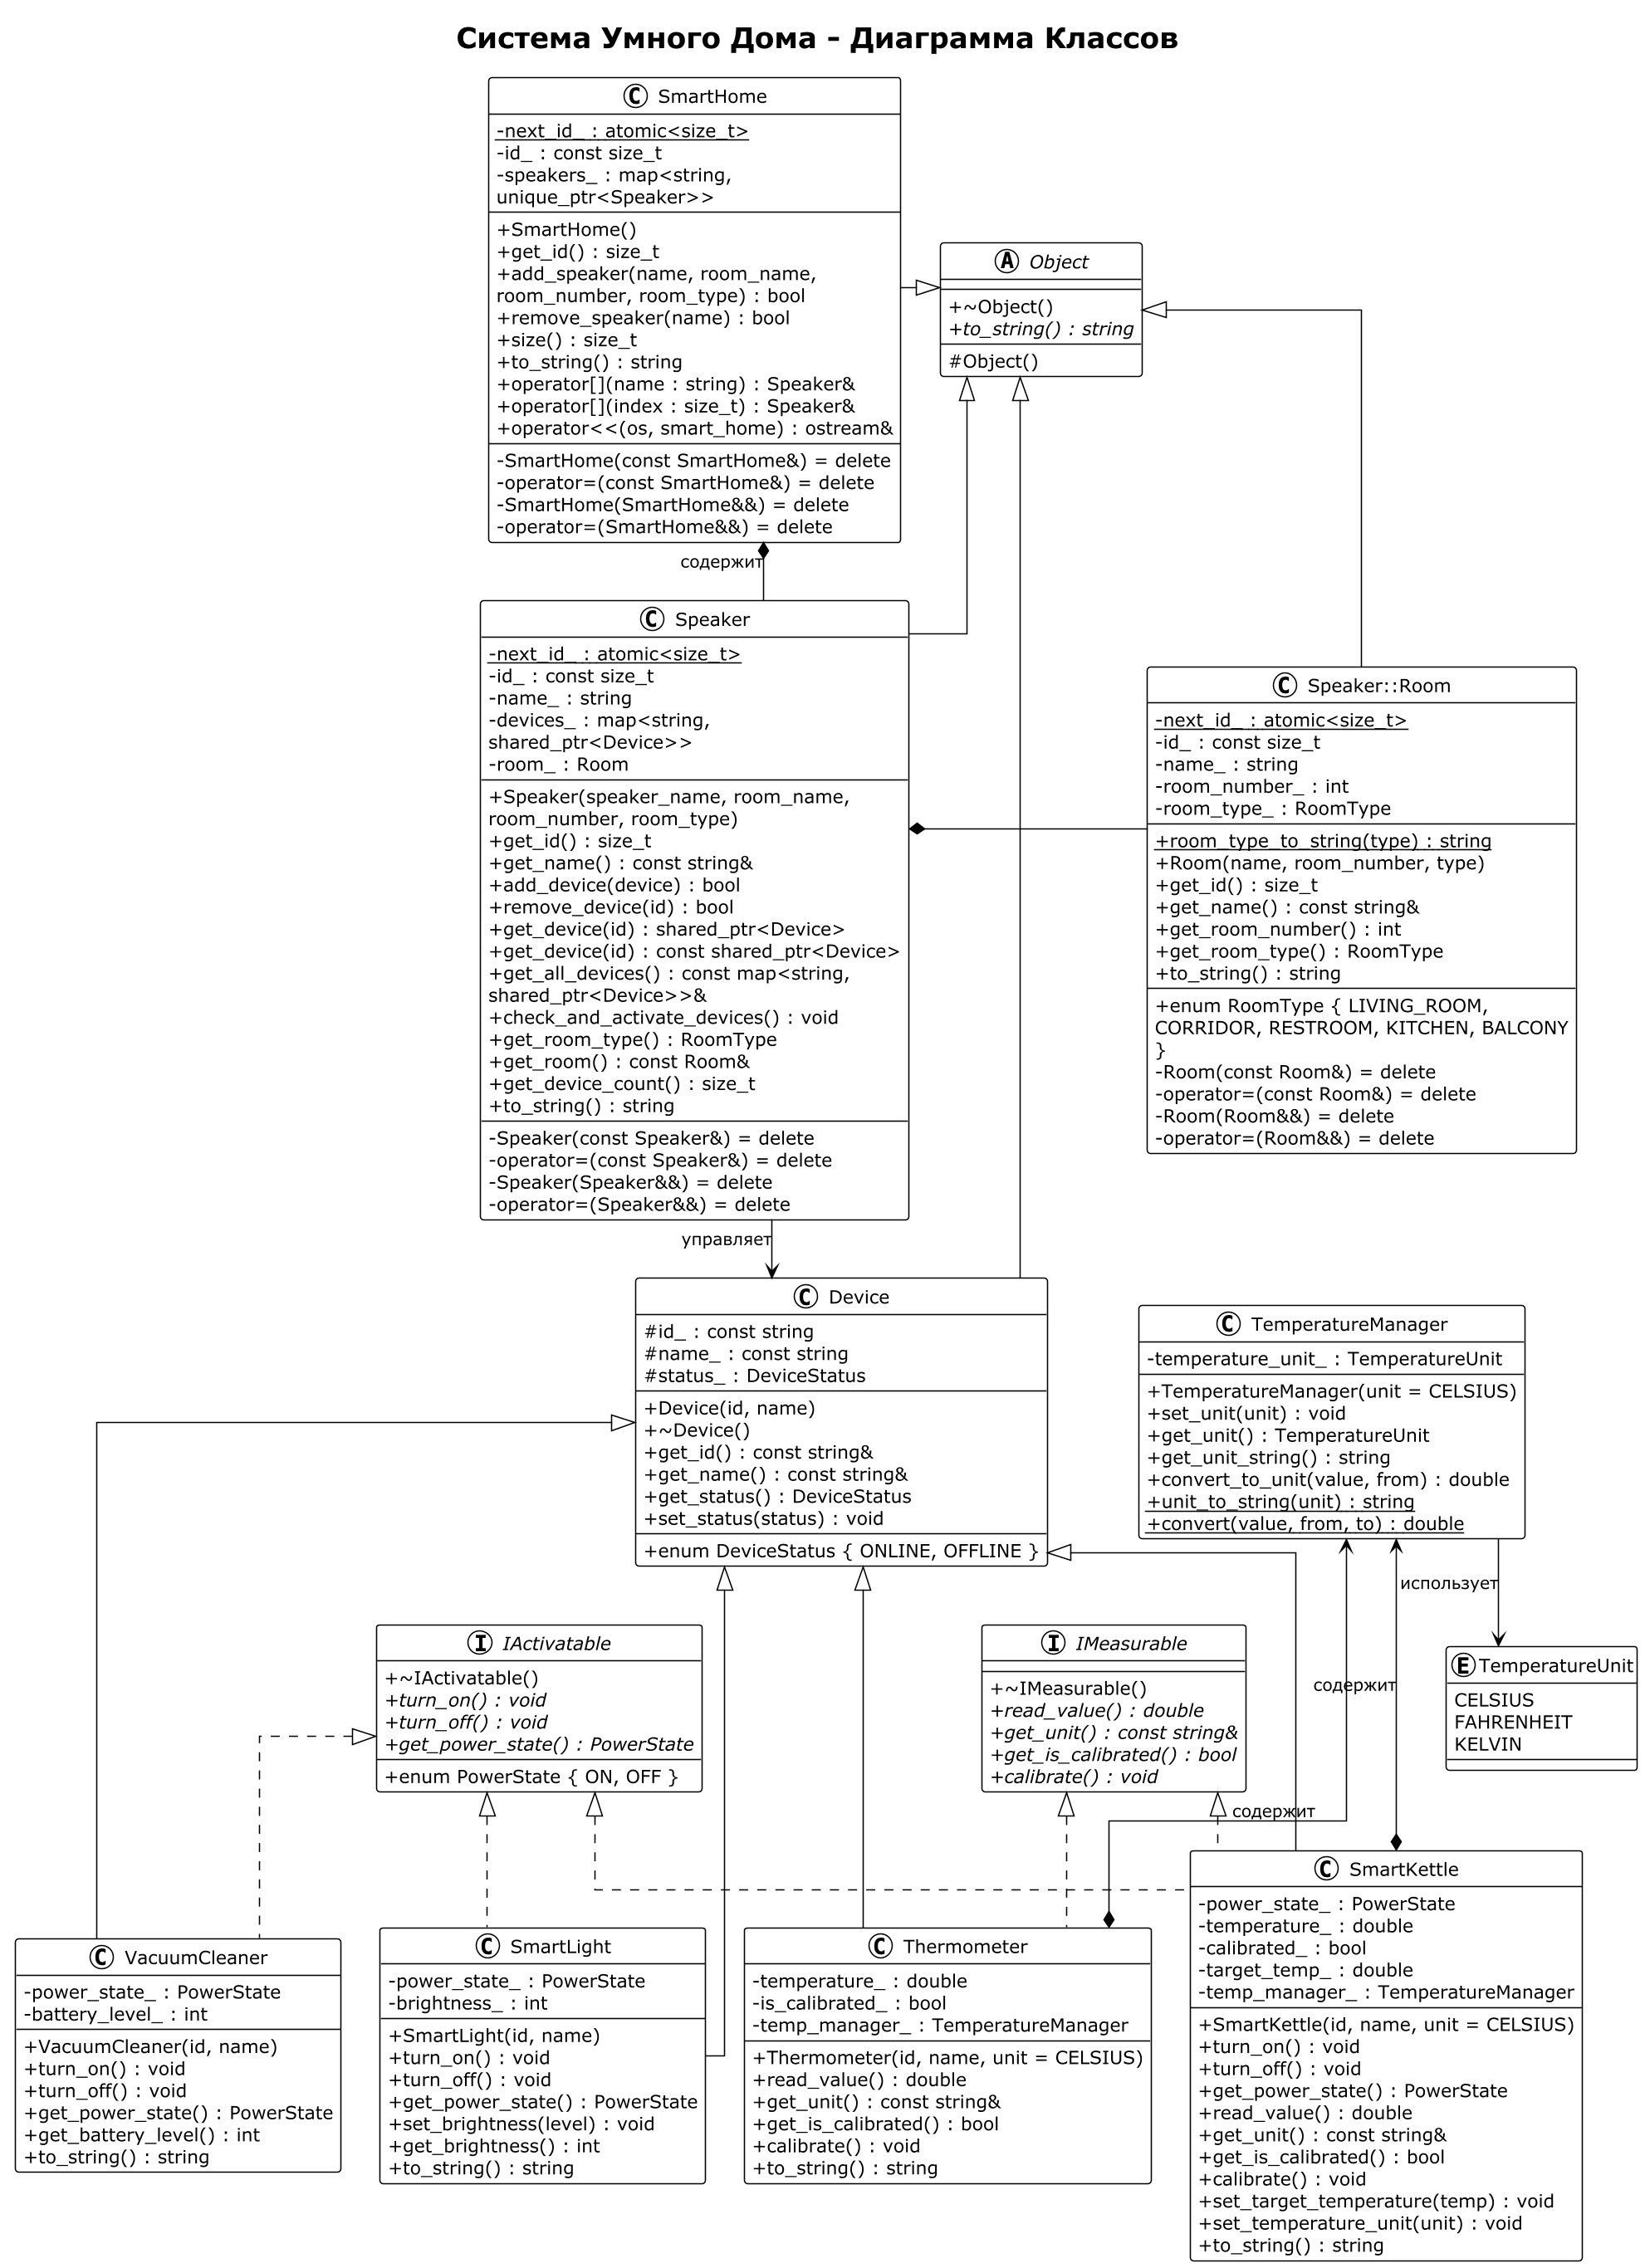 Система Умного Дома - Диаграмма Классов
C SmartHome
-next_id_ : atomic<size_t>
-id_ : const size_t
-speakers_ : map<string,
unique_ptr<Speaker>>
+SmartHome()
+get_id() : size_t
+add_speaker(name, room_name,
room_number, room_type) : bool
+remove_speaker(name) : bool
+size() : size_t
+to_string() : string
+operator[](name : string) : Speaker&
+operator[](index : size_t) : Speaker&
+operator<<(os, smart_home) : ostream&
-SmartHome(const SmartHome&) = delete
-operator=(const SmartHome&) = delete
-SmartHome(SmartHome&&) = delete
-operator=(SmartHome&&) = delete
A Object
+~Object()
+to_string() : string
#Object()
содержит
C Speaker
-next_id_ : atomic<size_t>
-id_ : const size_t
-name_ : string
-devices_ : map<string,
shared_ptr<Device>>
-room_ : Room
+Speaker(speaker_name, room_name,
room_number, room_type)
+get_id() : size_t
+get_name() : const string&
+add_device(device) : bool
+remove_device(id) : bool
+get_device(id) : shared_ptr<Device>
+get_device(id) : const shared_ptr<Device>
+get_all_devices() : const map<string,
shared_ptr<Device>>&
+check_and_activate_devices() : void
+get_room_type() : RoomType
+get_room() : const Room&
+get_device_count() : size_t
+to_string() : string
-Speaker(const Speaker&) = delete
-operator=(const Speaker&) = delete
-Speaker(Speaker&&) = delete
-operator=(Speaker&&) = delete
C Speaker::Room
-next_id_ : atomic<size_t>
-id_ : const size_t
-name_ : string
-room_number_ : int
-room_type_ : RoomType
+room_type_to_string(type) : string
+Room(name, room_number, type)
+get_id() : size_t
+get_name() : const string&
+get_room_number() : int
+get_room_type() : RoomType
+to_string() : string
+enum RoomType { LIVING_ROOM,
CORRIDOR, RESTROOM, KITCHEN, BALCONY
}
-Room(const Room&) = delete
-operator=(const Room&) = delete
-Room(Room&&) = delete
-operator=(Room&&) = delete
управляет
C Device
#id_ : const string
#name_ : const string
#status_ : DeviceStatus
+Device(id, name)
+~Device()
+get_id() : const string&
+get_name() : const string&
+get_status() : DeviceStatus
+set_status(status) : void
+enum DeviceStatus { ONLINE, OFFLINE }
C TemperatureManager
-temperature_unit_ : TemperatureUnit
+TemperatureManager(unit = CELSIUS)
+set_unit(unit) : void
+get_unit() : TemperatureUnit
+get_unit_string() : string
+convert_to_unit(value, from) : double
+unit_to_string(unit) : string
+convert(value, from, to) : double
использует
I IActivatable
+~IActivatable()
+turn_on() : void
+turn_off() : void
+get_power_state() : PowerState
+enum PowerState { ON, OFF }
I IMeasurable
+~IMeasurable()
+read_value() : double
+get_unit() : const string&
+get_is_calibrated() : bool
+calibrate() : void
содержит
E TemperatureUnit
CELSIUS
FAHRENHEIT
KELVIN
содержит
C VacuumCleaner
-power_state_ : PowerState
-battery_level_ : int
+VacuumCleaner(id, name)
+turn_on() : void
+turn_off() : void
+get_power_state() : PowerState
+get_battery_level() : int
+to_string() : string
C SmartLight
-power_state_ : PowerState
-brightness_ : int
+SmartLight(id, name)
+turn_on() : void
+turn_off() : void
+get_power_state() : PowerState
+set_brightness(level) : void
+get_brightness() : int
+to_string() : string
C Thermometer
-temperature_ : double
-is_calibrated_ : bool
-temp_manager_ : TemperatureManager
+Thermometer(id, name, unit = CELSIUS)
+read_value() : double
+get_unit() : const string&
+get_is_calibrated() : bool
+calibrate() : void
+to_string() : string
C SmartKettle
-power_state_ : PowerState
-temperature_ : double
-calibrated_ : bool
-target_temp_ : double
-temp_manager_ : TemperatureManager
+SmartKettle(id, name, unit = CELSIUS)
+turn_on() : void
+turn_off() : void
+get_power_state() : PowerState
+read_value() : double
+get_unit() : const string&
+get_is_calibrated() : bool
+calibrate() : void
+set_target_temperature(temp) : void
+set_temperature_unit(unit) : void
+to_string() : string